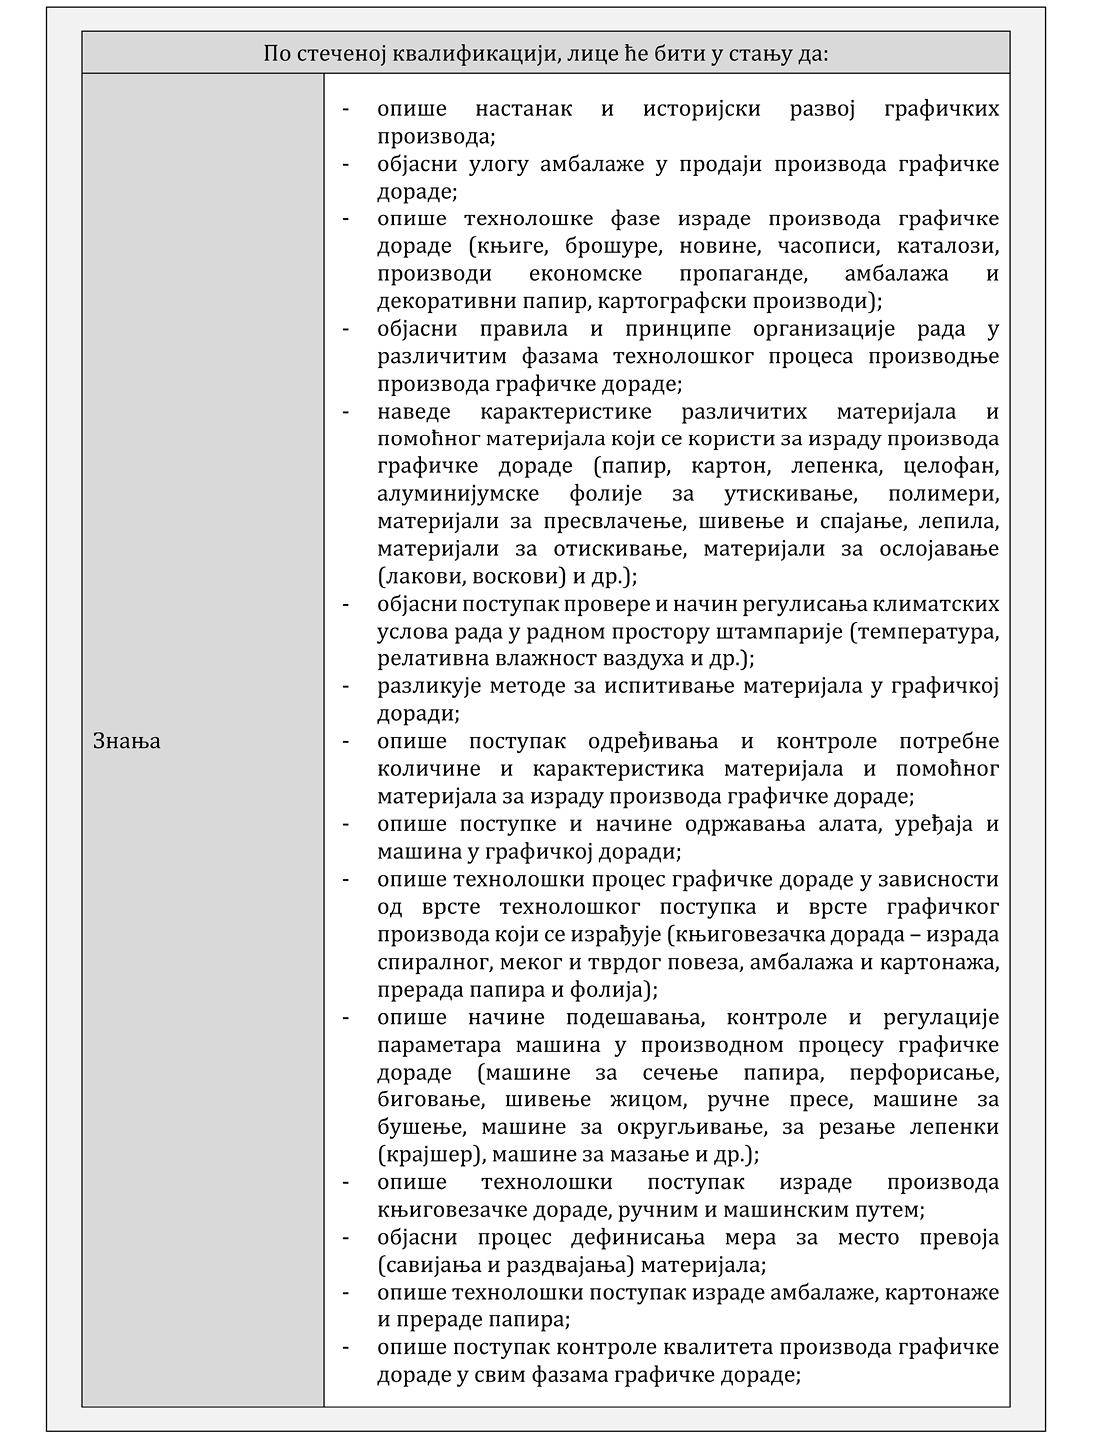 По стеченој квалификацији, лице ће бити у стању да:
Знања
- опише настанак и историјски развој графичких
производа;
- објасни улогу амбалаже у продаји производа графичке
дораде;
- опише технолошке фазе израде производа графичке
дораде (књиге, брошуре, новине, часописи, каталози,
производи економске пропаганде, амбалажа и
декоративни папир, картографски производи);
- објасни правила и принципе организације рада у
различитим фазама технолошког процеса производње
производа графичке дораде;
- наведе карактеристике различитих материјала и
помоћног материјала који се користи за израду производа
графичке дораде (папир, картон, лепенка, целофан,
алуминијумске фолије за утискивање, полимери,
материјали за пресвлачење, шивење и спајање, лепила,
материјали за отискивање, материјали за ослојавање
(лакови, воскови) и др.);
- објасни поступак провере и начин регулисања климатских
услова рада у радном простору штампарије (температура,
релативна влажност ваздуха и др.);
- разликује методе за испитивање материјала у графичкој
доради;
- опише поступак одређивања и контроле потребне
количине и карактеристика материјала и помоћног
материјала за израду производа графичке дораде;
- опише поступке и начине одржавања алата, уређаја и
машина у графичкој доради;
- опише технолошки процес графичке дораде у зависности
од врсте технолошког поступка и врсте графичког
производа који се израђује (књиговезачка дорада – израда
спиралног, меког и тврдог повеза, амбалажа и картонажа,
прерада папира и фолија);
- опише начине подешавања, контроле и регулације
параметара машина у производном процесу графичке
дораде (машине за сечење папира, перфорисање,
биговање, шивење жицом, ручне пресе, машине за
бушење, машине за округљивање, за резање лепенки
(крајшер), машине за мазање и др.);
- опише технолошки поступак израде производа
књиговезачке дораде, ручним и машинским путем;
- објасни процес дефинисања мера за место превоја
(савијања и раздвајања) материјала;
- опише технолошки поступак израде амбалаже, картонаже
и прераде папира;
- опише поступак контроле квалитета производа графичке
дораде у свим фазама графичке дораде;